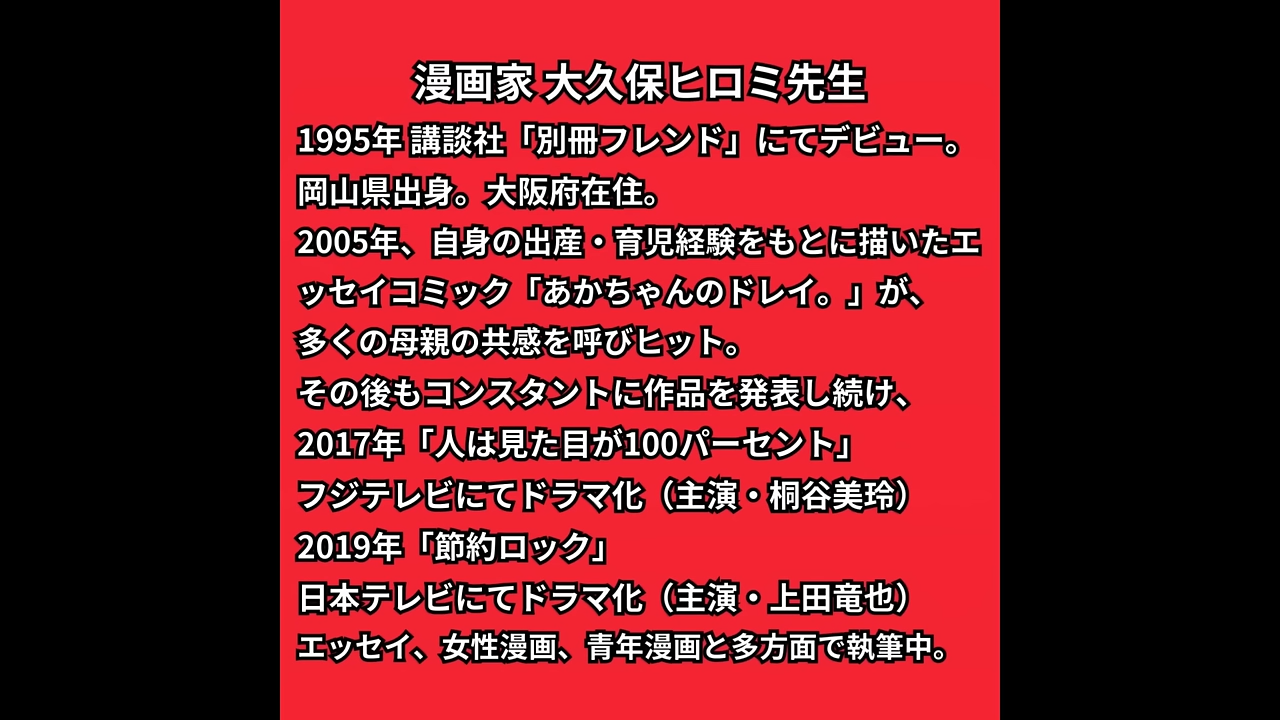 漫画家 大久保ヒロミ先生
1995年 講談社「別冊フレンド」にてデビュー。
岡山県出身。大阪府在住。
2005年、自身の出産・育児経験をもとに描いたエ
ッセイコミック「あかちゃんのドレイ。」が、
多くの母親の共感を呼びヒット。
その後もコンスタントに作品を発表し続け、
2017年「人は見た目が100パーセント」
フジテレビにてドラマ化（主演・桐谷美玲）
2019年「節約ロック」
日本テレビにてドラマ化（主演・上田竜也）
エッセイ、女性漫画、青年漫画と多方面で執筆中。